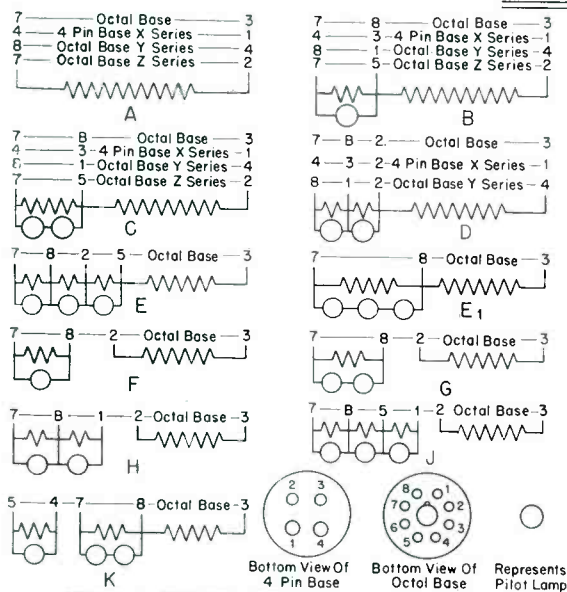 7 Octal Base 3
4 4 Pin Base X Series 1
8 Octal Base Y Series 4
7 Octal Base Z Series 2
A
7 8 Octal Base 3
4 3 4 Pin Base X Series 1
8 1 Octal Base Y Series 4
7 5 Octal Base Z Series 2
B
7 8 Octal Base 3
4 3 4 Pin Base X Series 1
8 1 Octal Base Y Series 4
7 5 Octal Base Z Series 2
C
7 8 2 Octal Base 3
4 3 2 4 Pin Base X Series 1
8 1 2 Octal Base Y Series 4
D
7 8 2 5 Octal Base 3
E
7 8 Octal Base 3
E1
7 8 2 Octal Base 3
F
7 8 2 Octal Base 3
G
7 8 1 2 Octal Base 3
H
7 8 5 1 2 Octal Base 3
J
5 4 7 8 Octal Base 3
K
2 3
1 4
Bottom View Of
4 Pin Base
8 1
7 2
6 3
5 4
Bottom View Of
Octal Base
Represents
Pilot Lamp